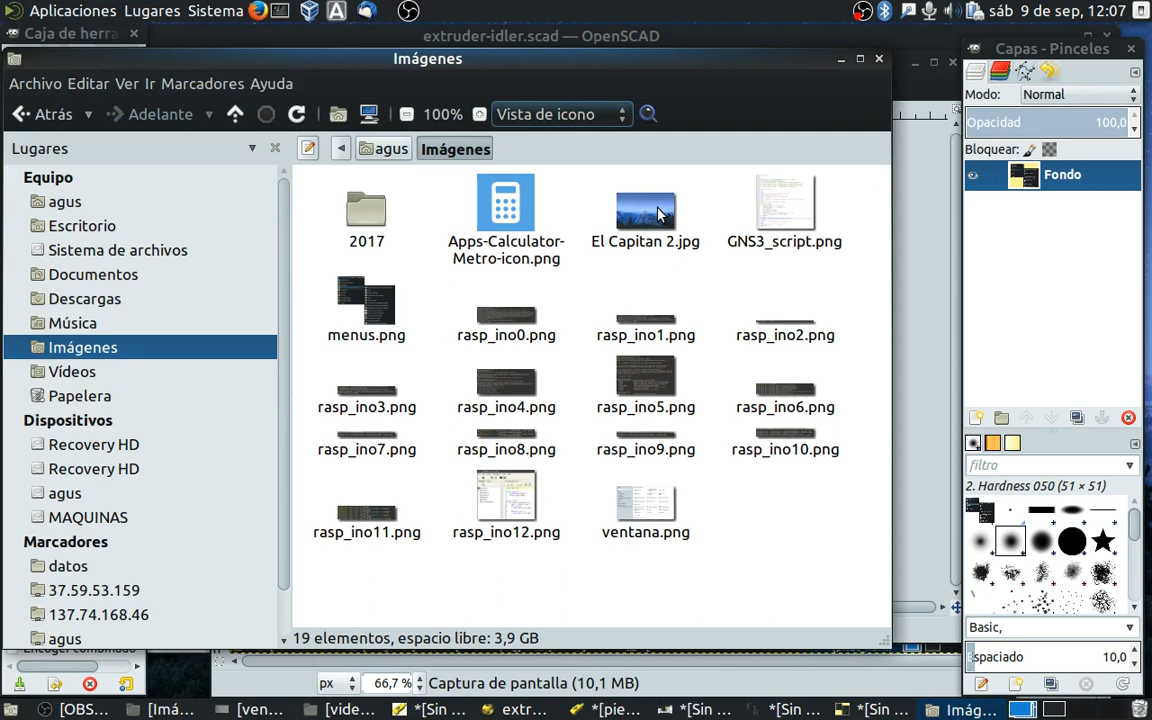 Aplicaciones Lugares Sistema
sáb 9 de sep, 12:07
Caja de herra
extruder-idler.scad — OpenSCAD
Imágenes
Archivo Editar Ver Ir Marcadores Ayuda
Atrás
Adelante
100%
Vista de icono
Lugares
agus
Imágenes
Equipo
agus
Escritorio
Sistema de archivos
Documentos
Descargas
Música
Imágenes
Vídeos
Papelera
Dispositivos
Recovery HD
Recovery HD
agus
MAQUINAS
Marcadores
datos
37.59.53.159
137.74.168.46
agus
2017
Apps-Calculator-
Metro-icon.png
El Capitan 2.jpg
GNS3_script.png
menus.png
rasp_ino0.png
rasp_ino1.png
rasp_ino2.png
rasp_ino3.png
rasp_ino4.png
rasp_ino5.png
rasp_ino6.png
rasp_ino7.png
rasp_ino8.png
rasp_ino9.png
rasp_ino10.png
rasp_ino11.png
rasp_ino12.png
ventana.png
19 elementos, espacio libre: 3,9 GB
Capas - Pinceles
Modo:
Normal
Opacidad
100,0
Bloquear:
Fondo
filtro
2. Hardness 050 (51 × 51)
Basic,
spaciado
10,0
px
66,7 %
Captura de pantalla (10,1 MB)
[OBS...
[Imá...
[ven...
[vide...
*[Sin ...
extr...
*[pie...
*[Sin ...
*[Sin ...
*[Sin ...
Imág...